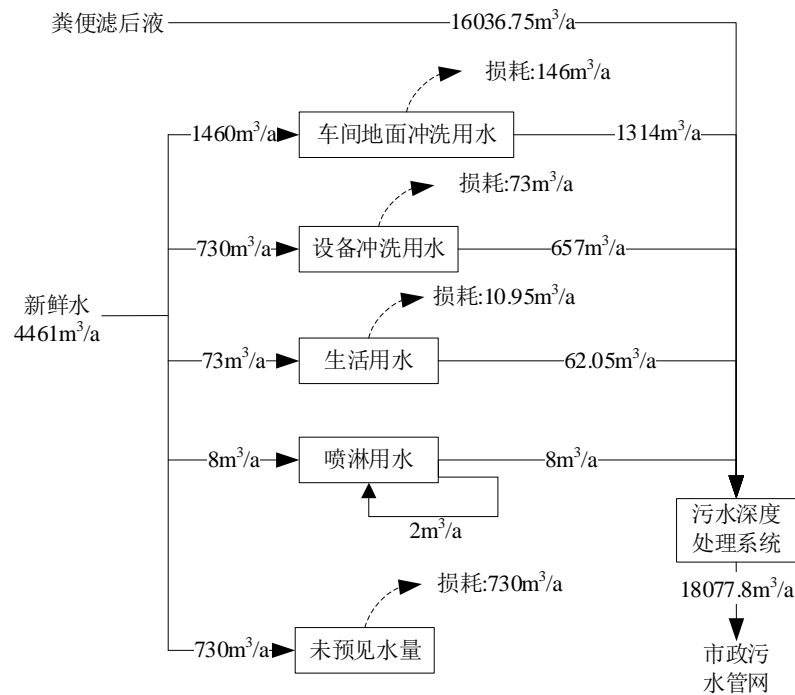 粪便滤后液
16036.75m³/a
损耗:146m³/a
1460m³/a
车间地面冲洗用水
1314m³/a
损耗:73m³/a
730m³/a
设备冲洗用水
657m³/a
新鲜水
4461m³/a
损耗:10.95m³/a
73m³/a
生活用水
62.05m³/a
8m³/a
喷淋用水
8m³/a
2m³/a
污水深度
处理系统
18077.8m³/a
损耗:730m³/a
730m³/a
未预见水量
市政污
水管网